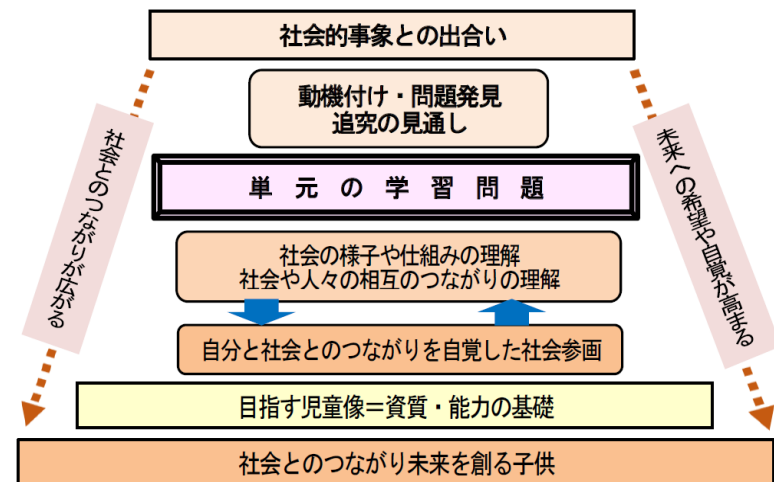 社会的事象との出合い
動機付け・問題発見
追究の見通し
社会とのつながりが広がる
未来への希望や自覚が高まる
単元の学習問題
社会の様子や仕組みの理解
社会や人々の相互のつながりの理解
自分と社会とのつながりを自覚した社会参画
目指す児童像＝資質・能力の基礎
社会とのつながり未来を創る子供